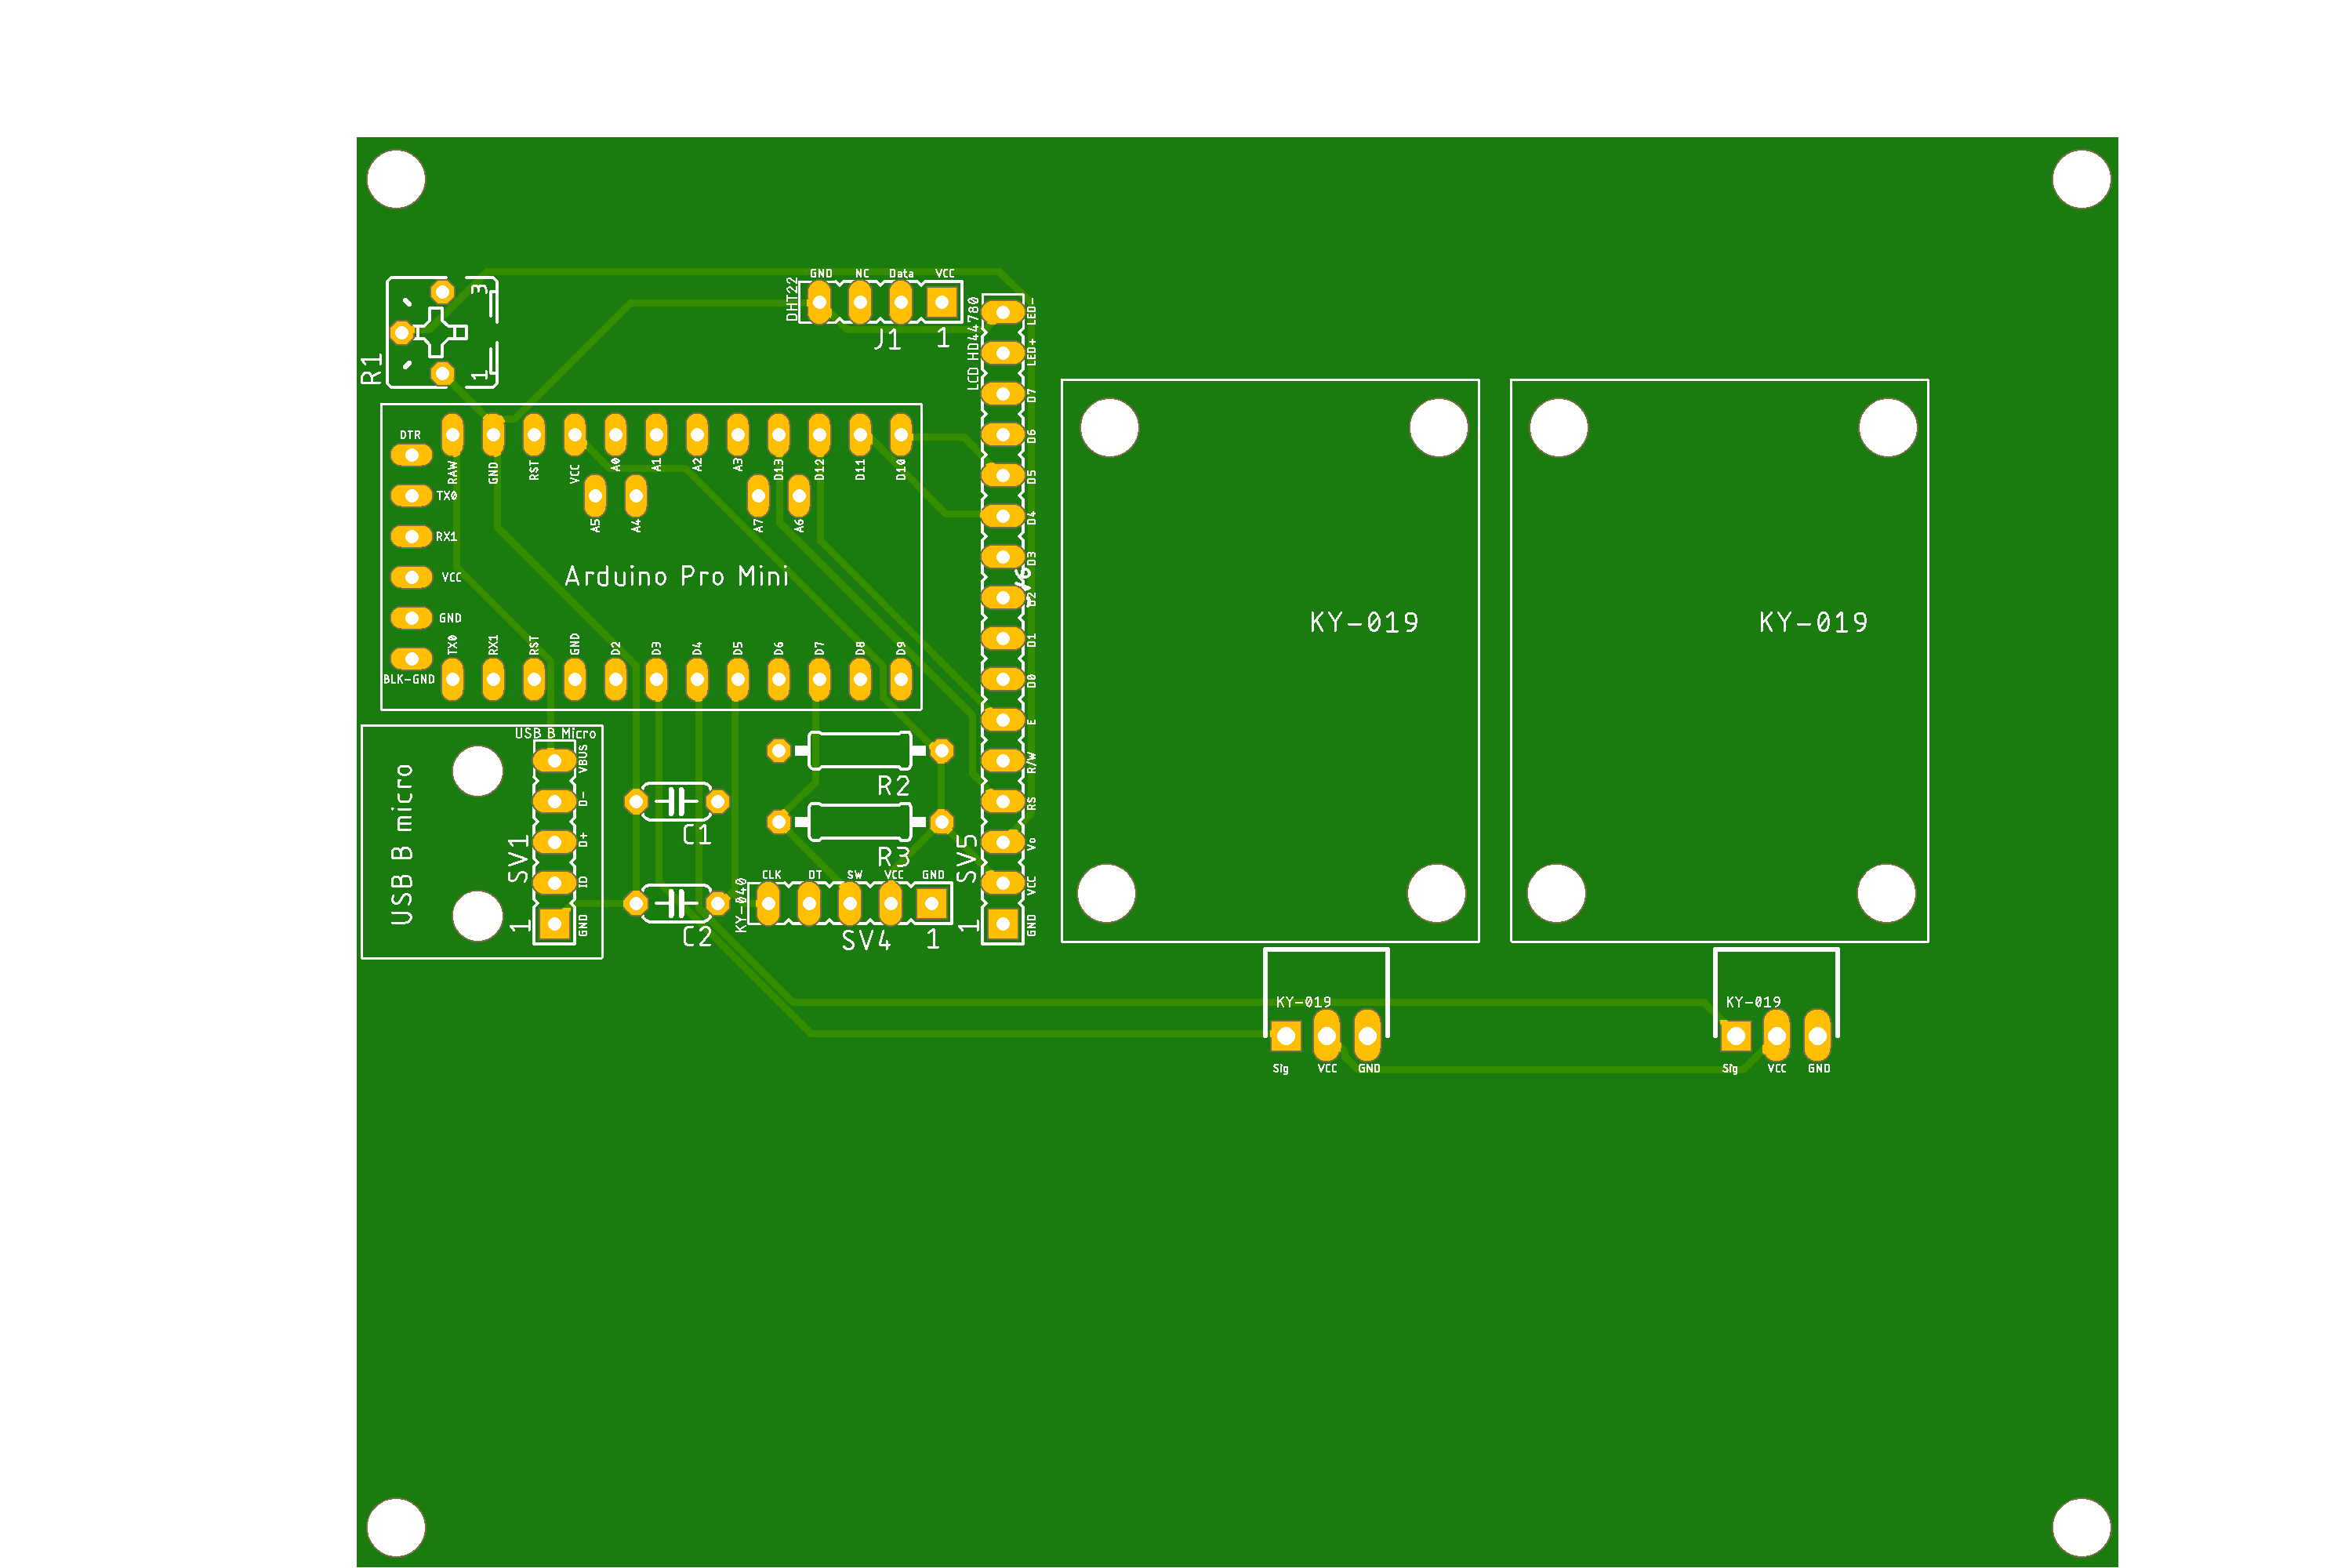 GND NC Data VCC
DHT22
J1 1
LCD HD44780
R1
3
1
LED-
LED+
D7
D6
D5
D4
D3
D2
D1
D0
E
R/W
RS
Vo
VCC
GND
SV5
1
DTR
TX0
RX1
VCC
GND
BLK-GND
RAW GND RST VCC A0 A1 A2 A3 D13 D12 D11 D10
A5 A4 A7 A6
Arduino Pro Mini
TX0 RX1 RST GND D2 D3 D4 D5 D6 D7 D8 D9
KY-019
KY-019
USB B Micro
USB B micro
VBUS
D-
D+
ID
GND
SV1
1
C1
C2
R2
R3
KY-040
CLK DT SW VCC GND
SV4 1
KY-019
Sig VCC GND
KY-019
Sig VCC GND